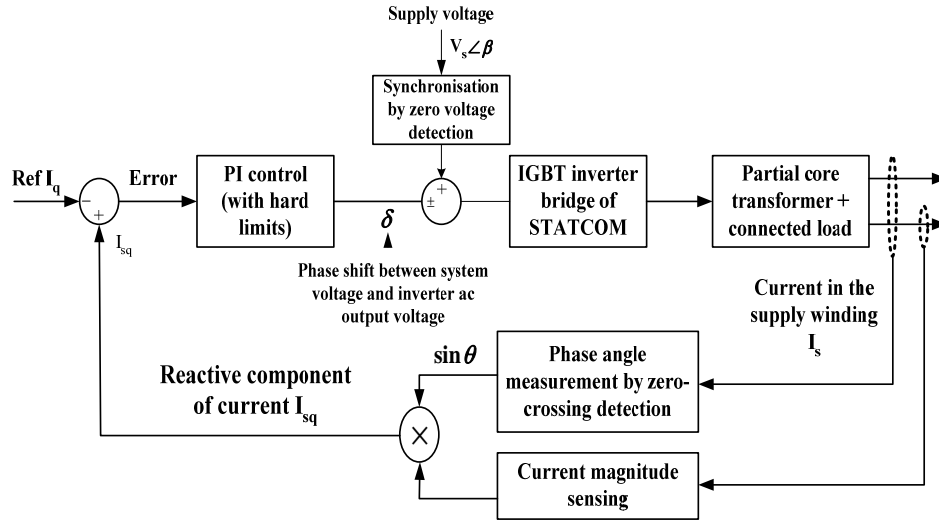 Supply voltage
Vs∠β
Synchronisation
by zero voltage
detection
Ref Iq
Error
PI control
(with hard
limits)
IGBT inverter
bridge of
STATCOM
Partial core
transformer +
connected load
−
+
+
±
δ
Isq
Phase shift between system
voltage and inverter ac
output voltage
Current in the
supply winding
Is
sin θ
Phase angle
measurement by zero-
crossing detection
Reactive component
of current Isq
×
Current magnitude
sensing